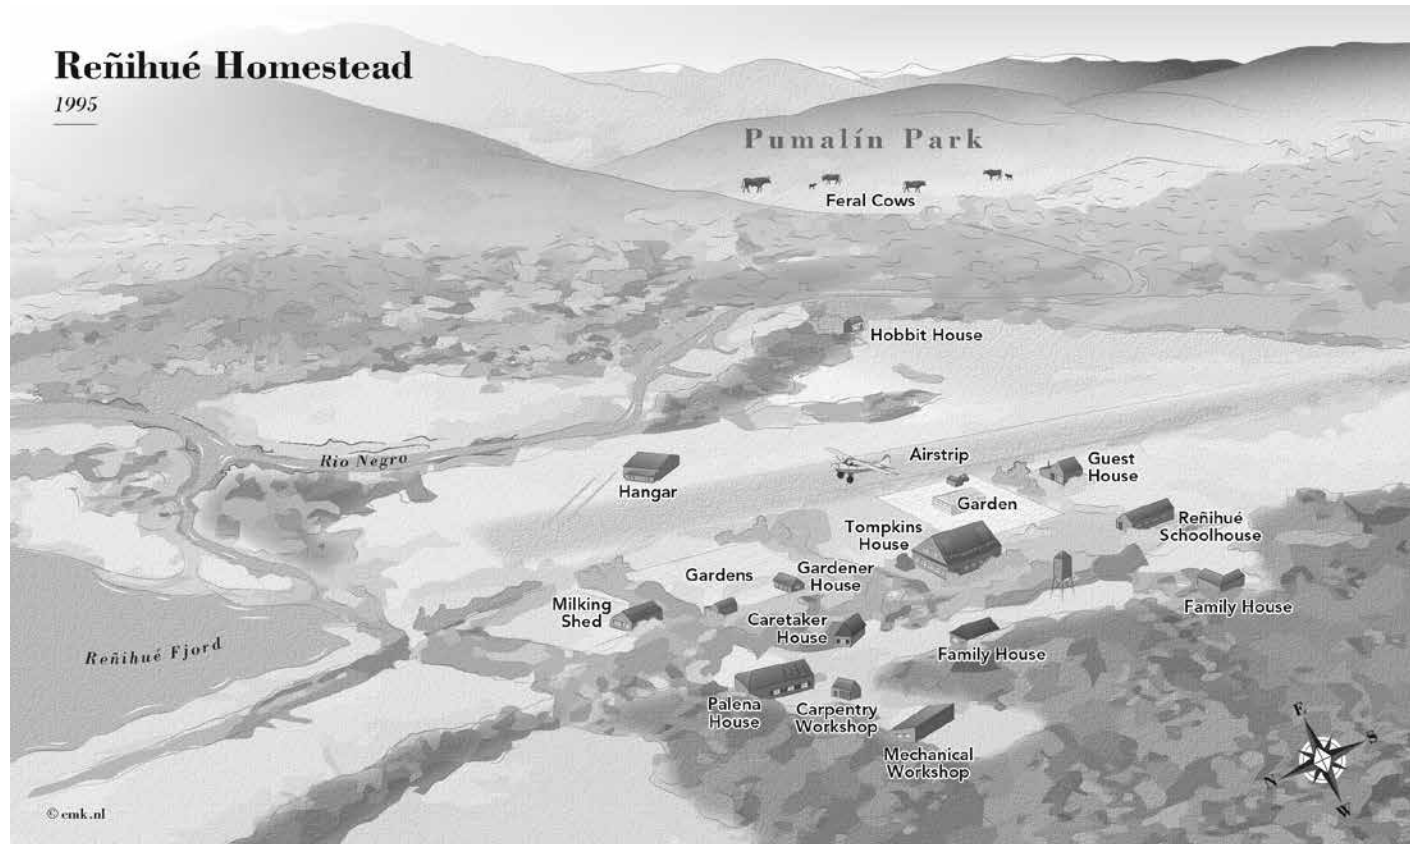 Reñihué Homestead
1995
Pumalín Park
Feral Cows
Hobbit House
Rio Negro
Hangar
Airstrip
Guest
House
Garden
Reñihué
Schoolhouse
Tompkins
House
Gardens
Gardener
House
Milking
Shed
Caretaker
House
Family House
Family House
Reñihué Fjord
Palena
House
Carpentry
Workshop
Mechanical
Workshop
E
S
N
W
© cmk.nl